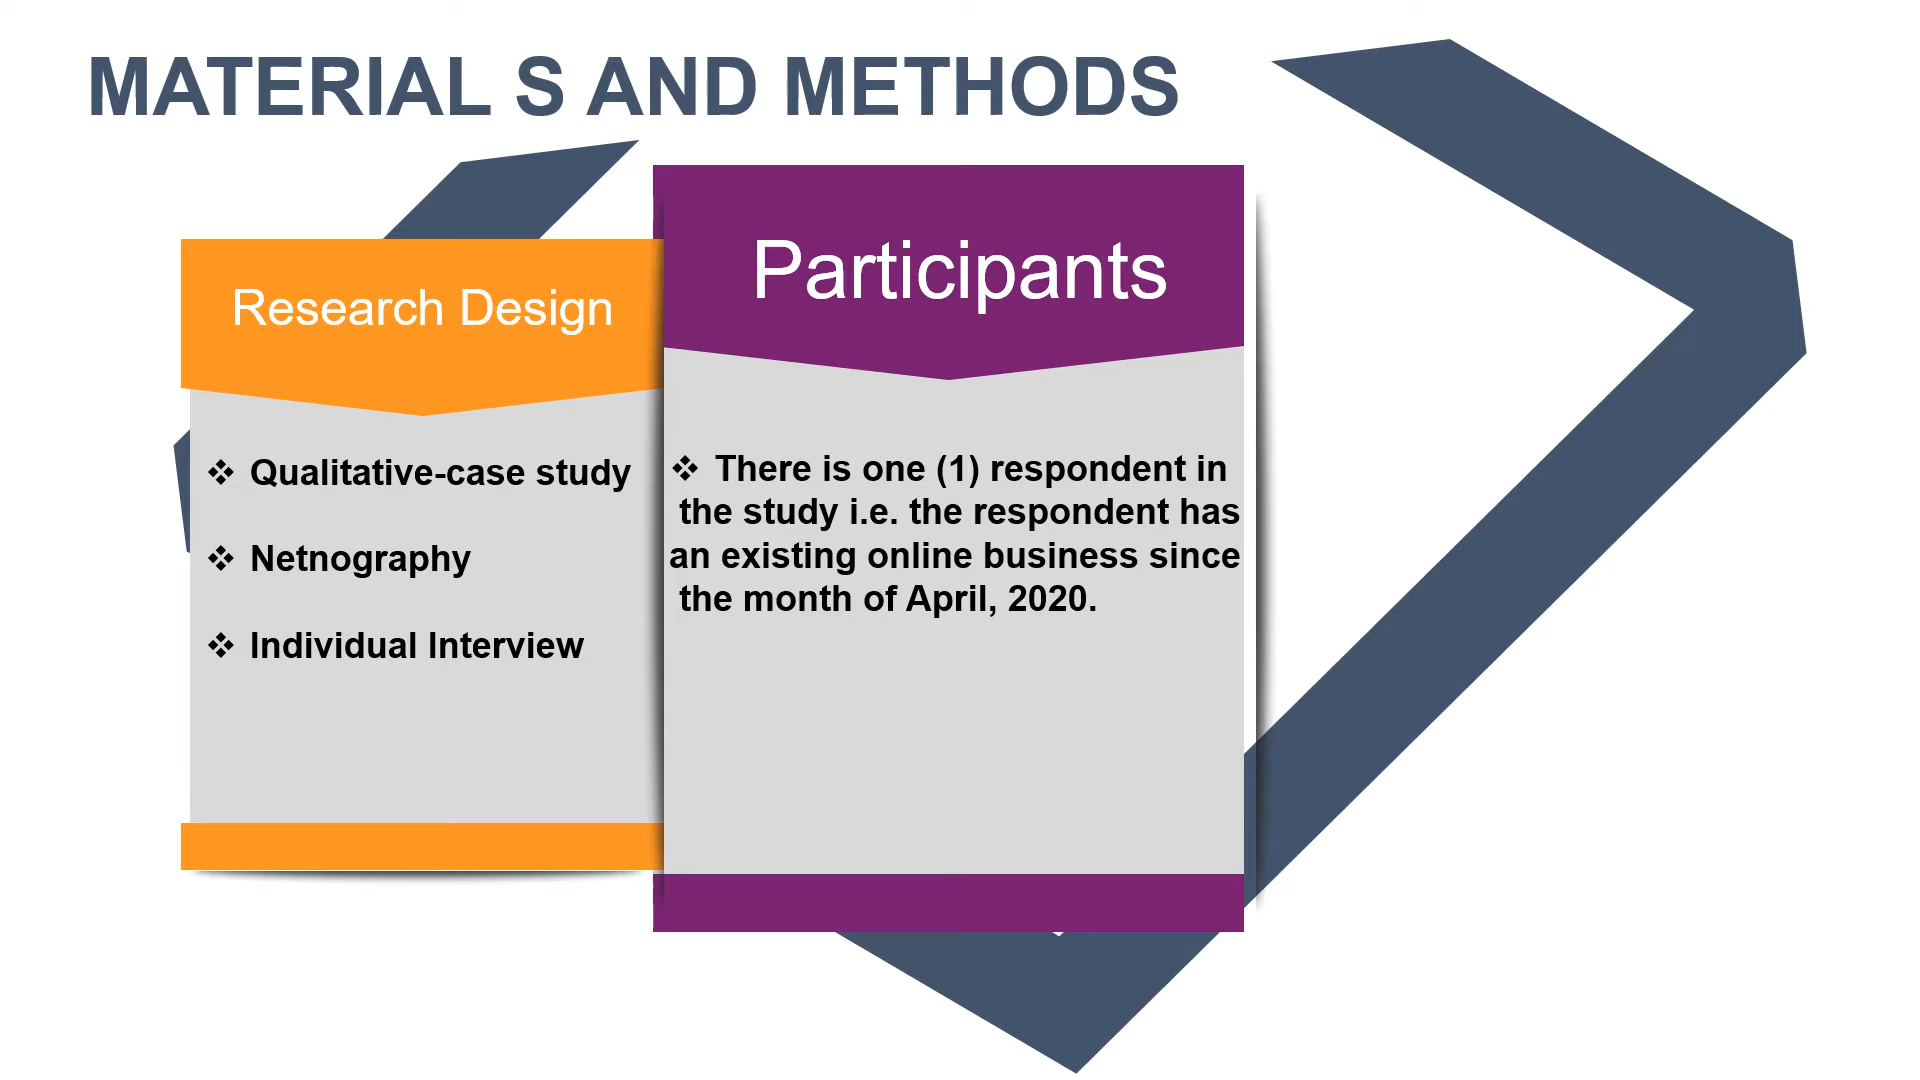 MATERIAL S AND METHODS
Research Design
❖ Qualitative-case study
❖ Netnography
❖ Individual Interview
Participants
❖ There is one (1) respondent in
the study i.e. the respondent has
an existing online business since
the month of April, 2020.